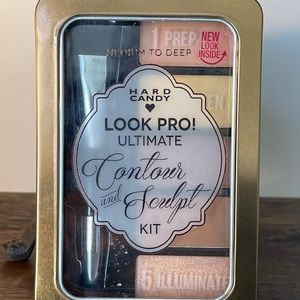 1 PREP
NEW
LOOK
INSIDE
MEDIUM TO DEEP
HARD
CANDY
LOOK PRO!
ULTIMATE
Contour
and Sculpt
KIT
5 ILLUMINATE